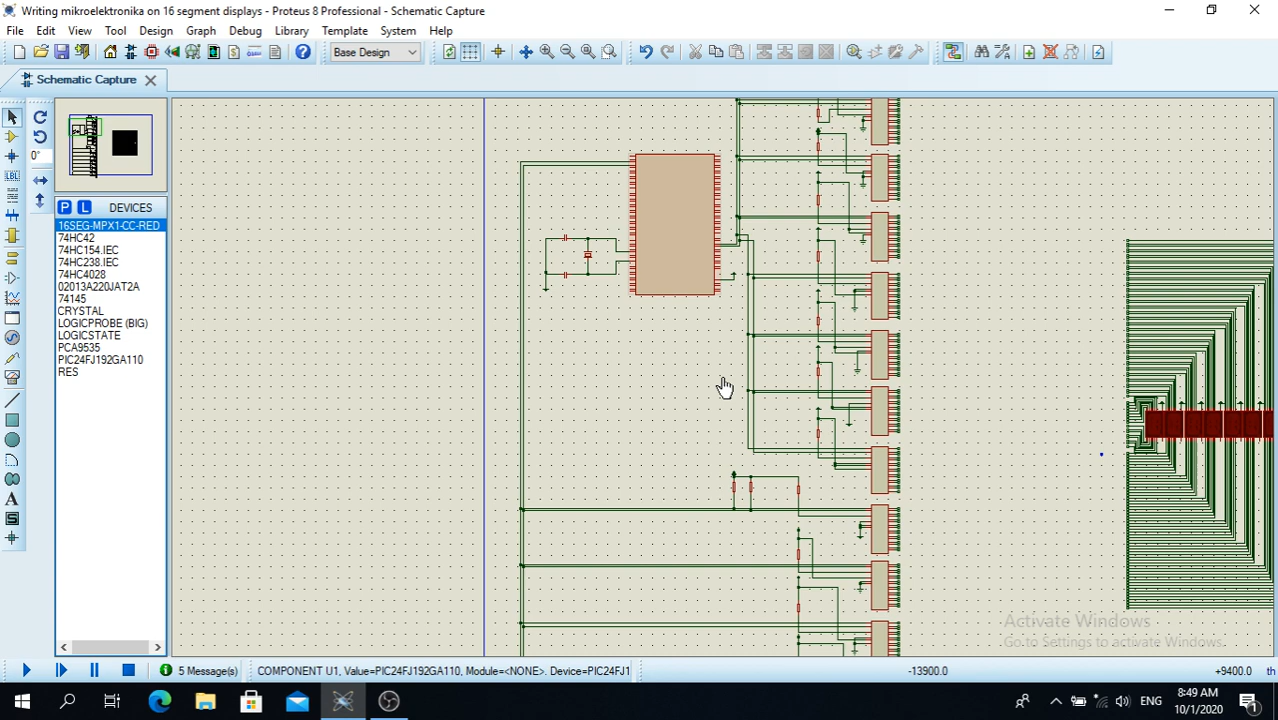 Writing mikroelektronika on 16 segment displays - Proteus 8 Professional - Schematic Capture
File Edit View Tool Design Graph Debug Library Template System Help
Base Design
Schematic Capture
0°
P L DEVICES
16SEG-MPX1-CC-RED
74HC42
74HC154.IEC
74HC238.IEC
74HC4028
02013A220JAT2A
74145
CRYSTAL
LOGICPROBE (BIG)
LOGICSTATE
PCA9535
PIC24FJ192GA110
RES
LBL
A
S
Activate Windows
Go to Settings to activate Windows.
5 Message(s) COMPONENT U1, Value=PIC24FJ192GA110, Module=<NONE>. Device=PIC24FJ1 -13900.0 +9400.0 th
ENG
8:49 AM
10/1/2020
1